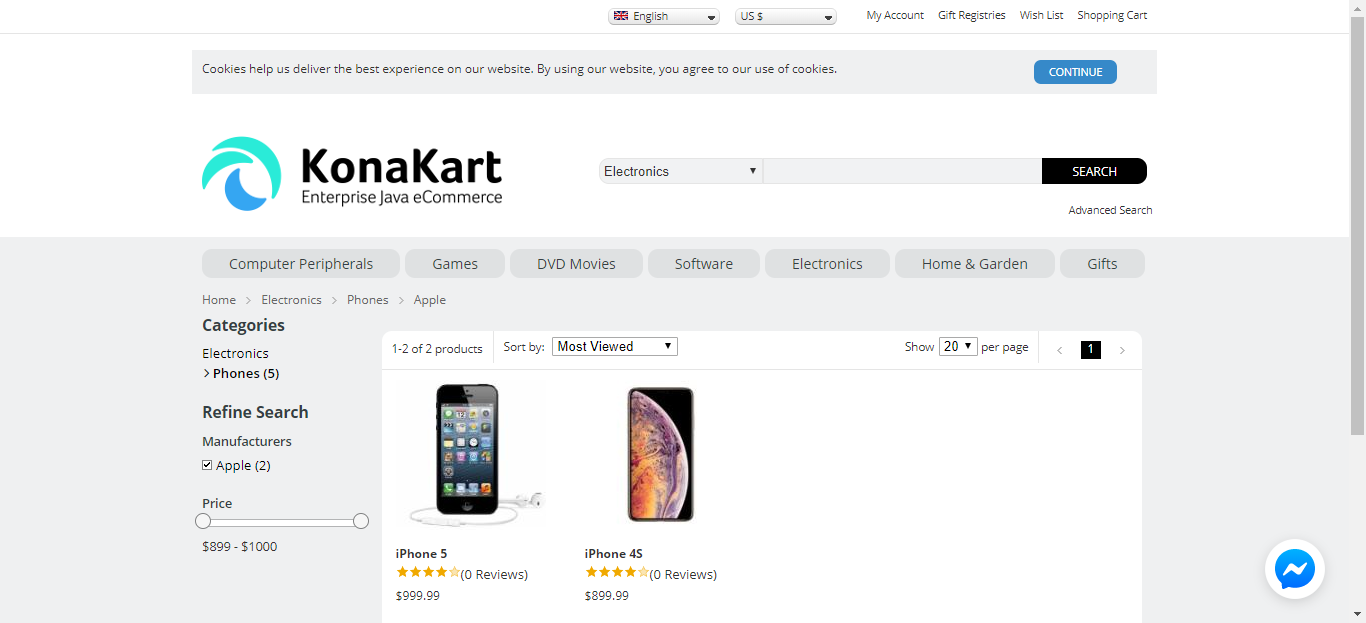 English US $ My Account Gift Registries Wish List Shopping Cart
Cookies help us deliver the best experience on our website. By using our website, you agree to our use of cookies. CONTINUE
KonaKart
Enterprise Java eCommerce
Electronics SEARCH
Advanced Search
Computer Peripherals Games DVD Movies Software Electronics Home & Garden Gifts
Home > Electronics > Phones > Apple
Categories
Electronics
> Phones (5)
Refine Search
Manufacturers
Apple (2)
Price
$899 - $1000
1-2 of 2 products Sort by: Most Viewed Show 20 per page < 1 >
iPhone 5
(0 Reviews)
$999.99
iPhone 4S
(0 Reviews)
$899.99